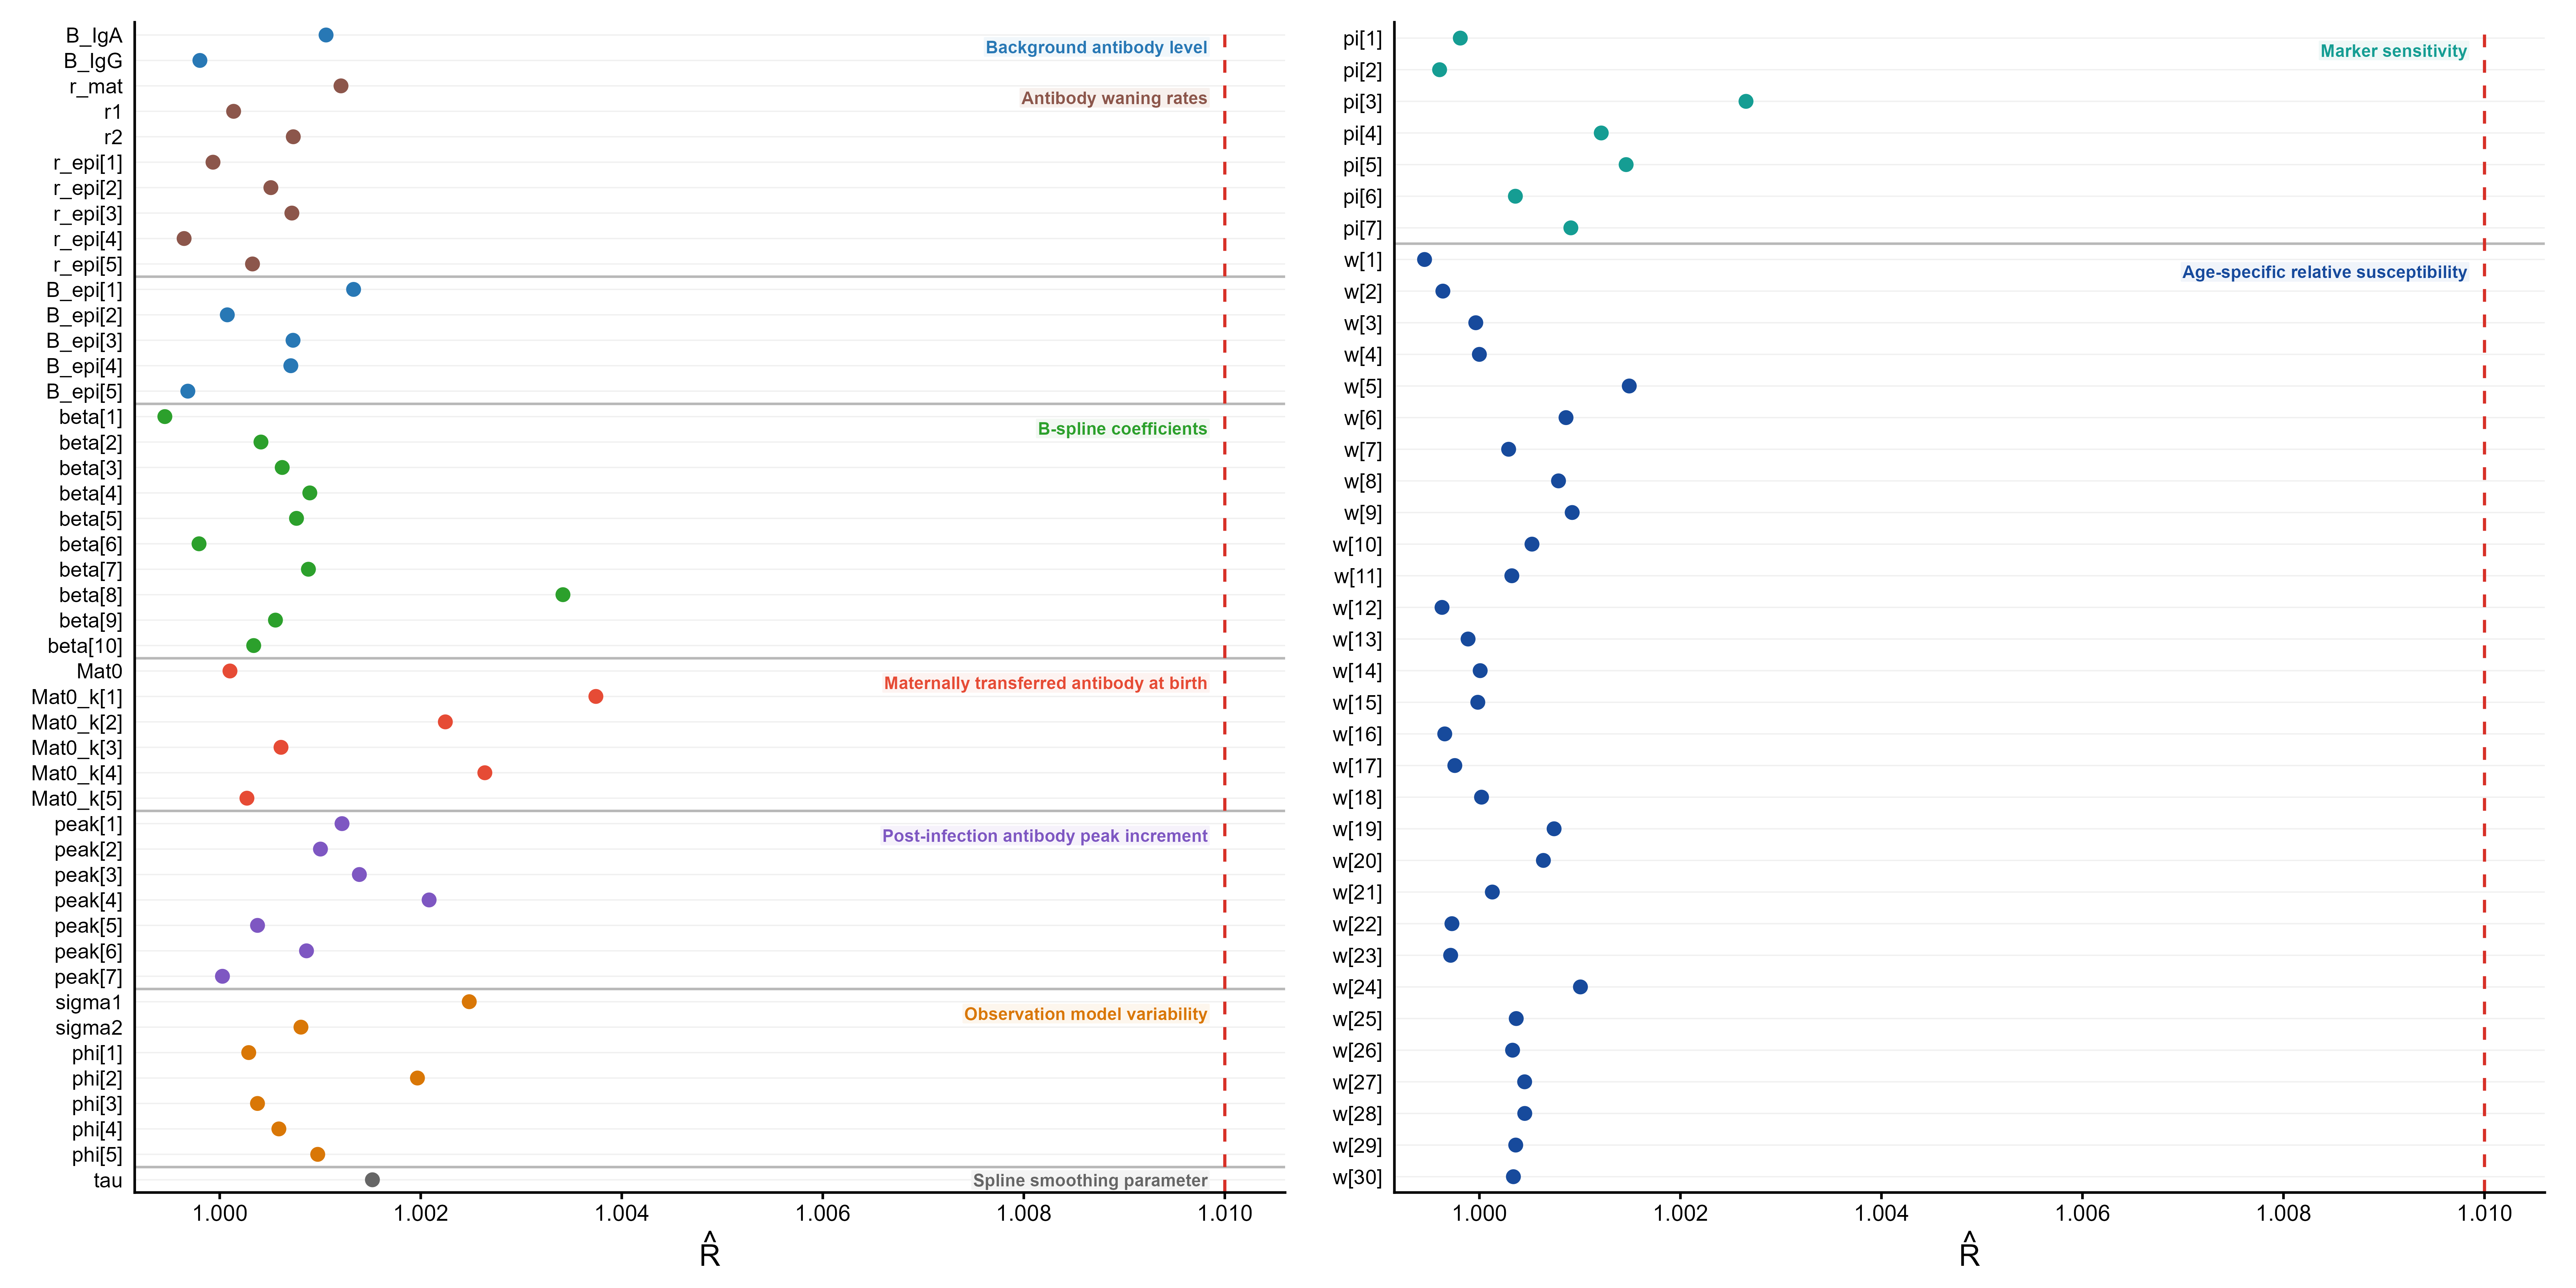 B_IgA
Background antibody level
B_IgG
r_mat
Antibody waning rates
r1
r2
r_epi[1]
r_epi[2]
r_epi[3]
r_epi[4]
r_epi[5]
B_epi[1]
B_epi[2]
B_epi[3]
B_epi[4]
B_epi[5]
beta[1]
B-spline coefficients
beta[2]
beta[3]
beta[4]
beta[5]
beta[6]
beta[7]
beta[8]
beta[9]
beta[10]
Mat0
Maternally transferred antibody at birth
Mat0_k[1]
Mat0_k[2]
Mat0_k[3]
Mat0_k[4]
Mat0_k[5]
peak[1]
Post-infection antibody peak increment
peak[2]
peak[3]
peak[4]
peak[5]
peak[6]
peak[7]
sigma1
Observation model variability
sigma2
phi[1]
phi[2]
phi[3]
phi[4]
phi[5]
tau
Spline smoothing parameter
1.000 1.002 1.004 1.006 1.008 1.010
R̂
pi[1]
Marker sensitivity
pi[2]
pi[3]
pi[4]
pi[5]
pi[6]
pi[7]
w[1]
Age-specific relative susceptibility
w[2]
w[3]
w[4]
w[5]
w[6]
w[7]
w[8]
w[9]
w[10]
w[11]
w[12]
w[13]
w[14]
w[15]
w[16]
w[17]
w[18]
w[19]
w[20]
w[21]
w[22]
w[23]
w[24]
w[25]
w[26]
w[27]
w[28]
w[29]
w[30]
1.000 1.002 1.004 1.006 1.008 1.010
R̂